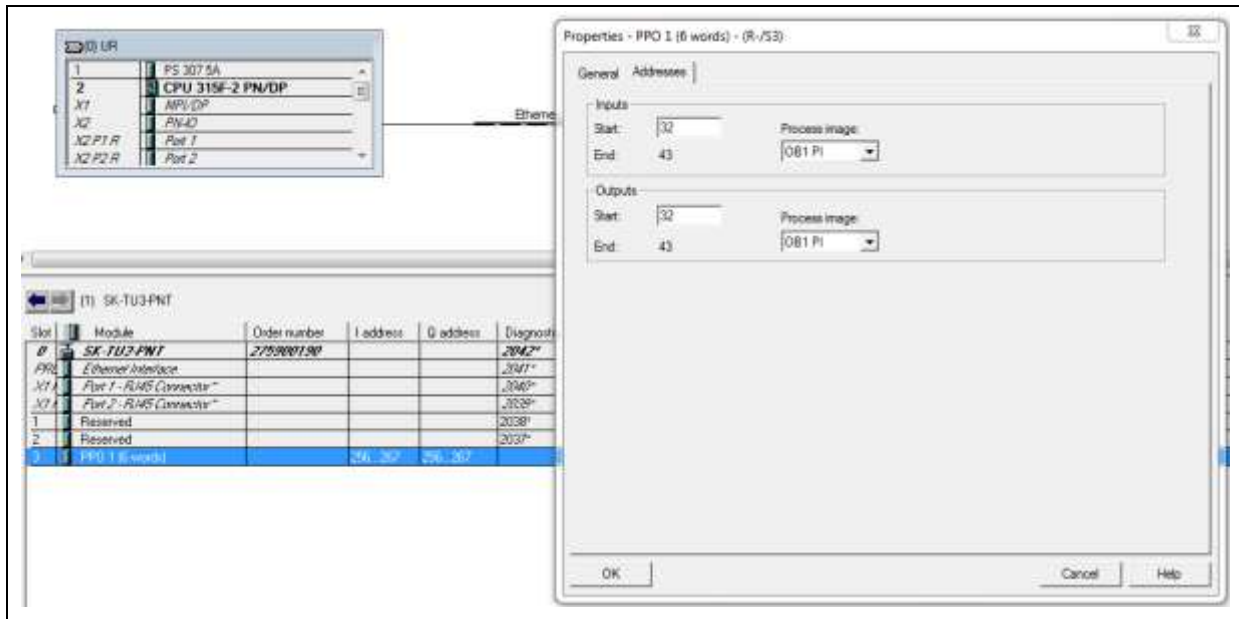 (0) UR
1 PS 307 5A
2 CPU 315F-2 PN/DP
X1 MPI/DP
X2 PN-IO
X2 P1 R Port 1
X2 P2 R Port 2
Etherne
Properties - PPO 1 (6 words) - (R-/S3)
General Addresses
Inputs
Start: 32 Process image:
End: 43 OB1 PI
Outputs
Start: 32 Process image:
End: 43 OB1 PI
OK Cancel Help
(1) SK-TU3-PNT
Slot Module Order number I address Q address Diagnosti
0 SK-TU3-PNT 275900190 2042*
Ethernet Interface 2041*
X1 Port 1 - RJ45 Connector~ 2040*
X1 Port 2 - RJ45 Connector~ 2039*
1 Reserved 2038*
2 Reserved 2037*
3 PPO 1 (6 words) 256...267 256...267